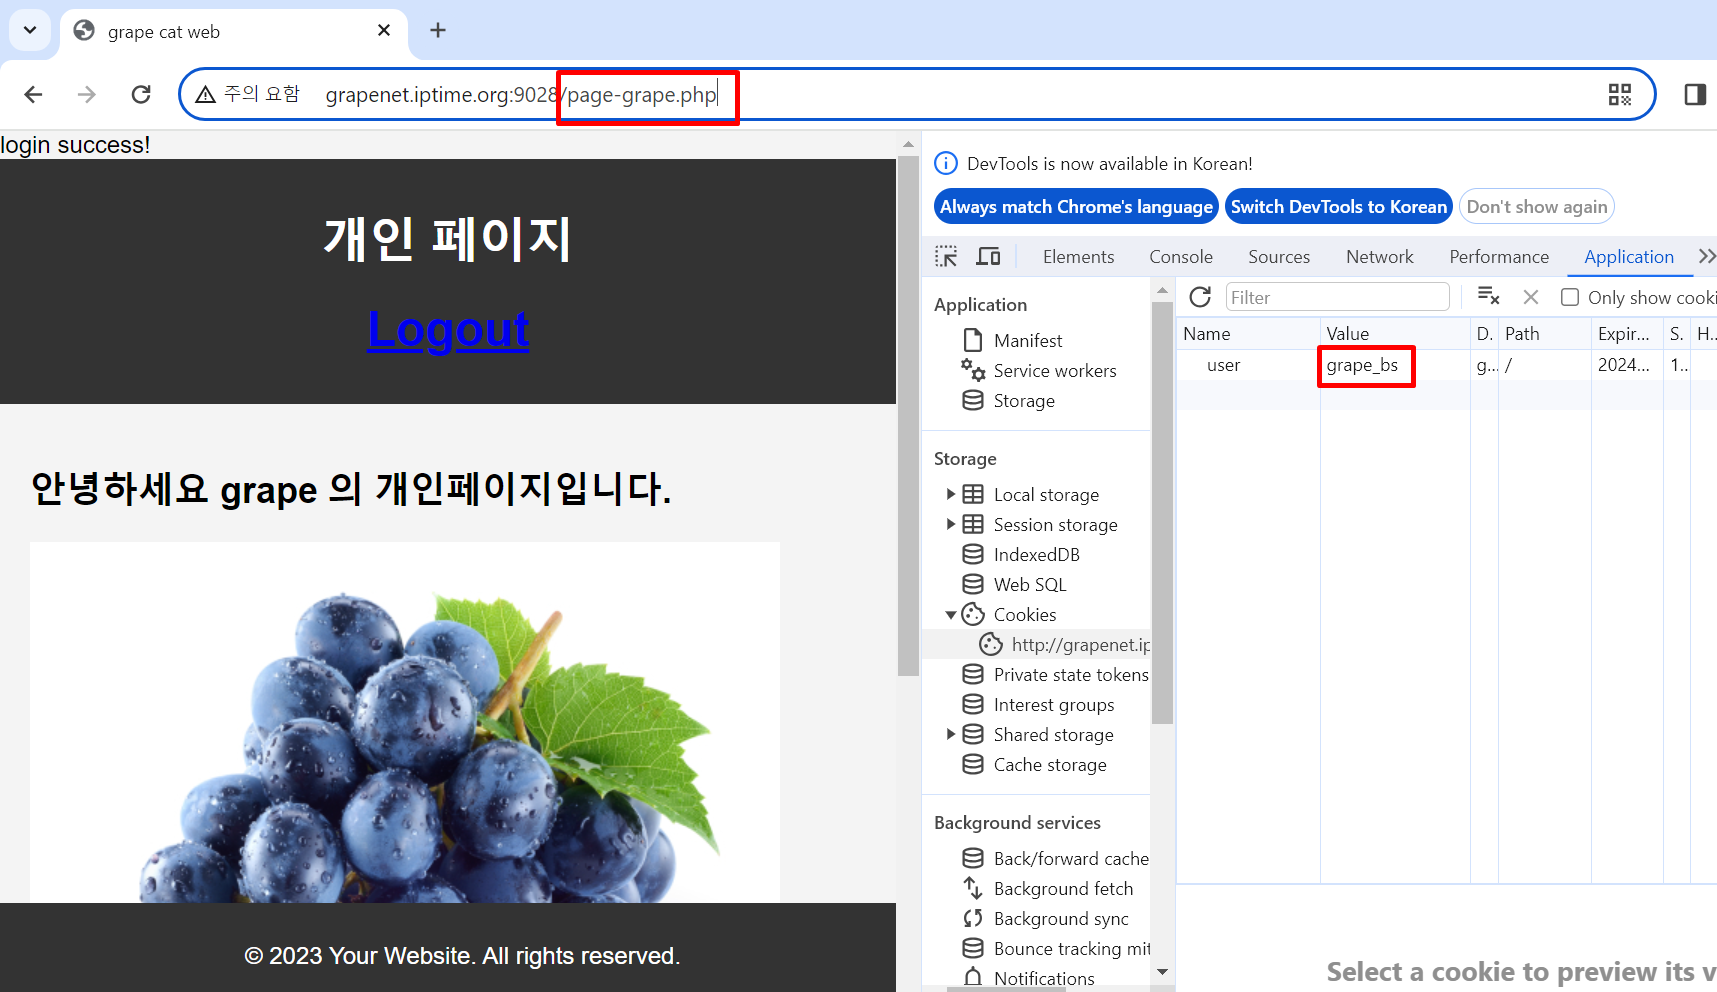 grape cat web
주의 요함 grapenet.iptime.org:9028/page-grape.php
login success!
개인 페이지
Logout
안녕하세요 grape 의 개인페이지입니다.
© 2023 Your Website. All rights reserved.
DevTools is now available in Korean!
Always match Chrome's language Switch DevTools to Korean Don't show again
Elements Console Sources Network Performance Application
Application
Manifest
Service workers
Storage
Storage
Local storage
Session storage
IndexedDB
Web SQL
Cookies
http://grapenet.ip
Private state tokens
Interest groups
Shared storage
Cache storage
Background services
Back/forward cache
Background fetch
Background sync
Bounce tracking mit
Notifications
Filter Only show cooki
Name Value D. Path Expir... S. H...
user grape_bs g... / 2024... 1..
Select a cookie to preview its v